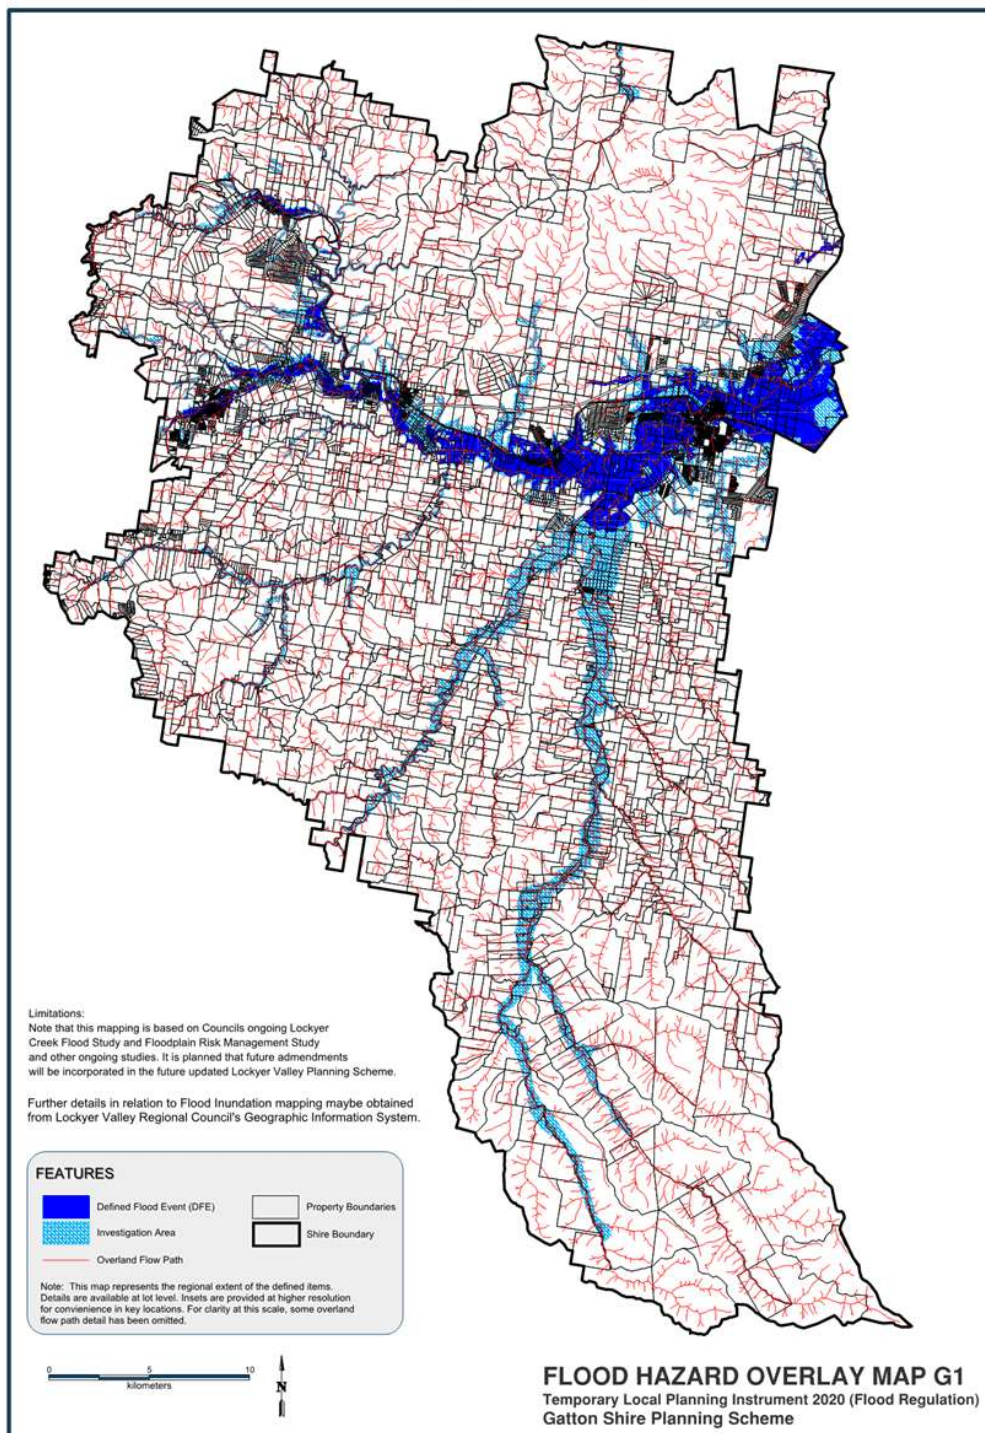 Limitations:
Note that this mapping is based on Councils ongoing Lockyer
Creek Flood Study and Floodplain Risk Management Study
and other ongoing studies. It is planned that future admendments
will be incorporated in the future updated Lockyer Valley Planning Scheme.
Further details in relation to Flood Inundation mapping maybe obtained
from Lockyer Valley Regional Council's Geographic Information System.
FEATURES
Defined Flood Event (DFE)
Property Boundaries
Investigation Area
Shire Boundary
Overland Flow Path
Note: This map represents the regional extent of the defined items.
Details are available at lot level. Insets are provided at higher resolution
for convienience in key locations. For clarity at this scale, some overland
flow path detail has been omitted.
0 5 10
kilometers
N
FLOOD HAZARD OVERLAY MAP G1
Temporary Local Planning Instrument 2020 (Flood Regulation)
Gatton Shire Planning Scheme